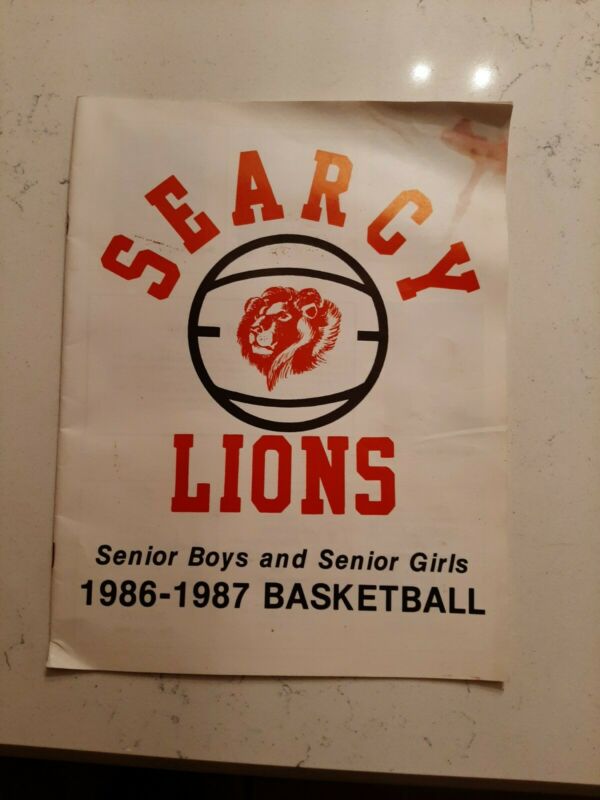 SEARCY
LIONS
Senior Boys and Senior Girls
1986-1987 BASKETBALL